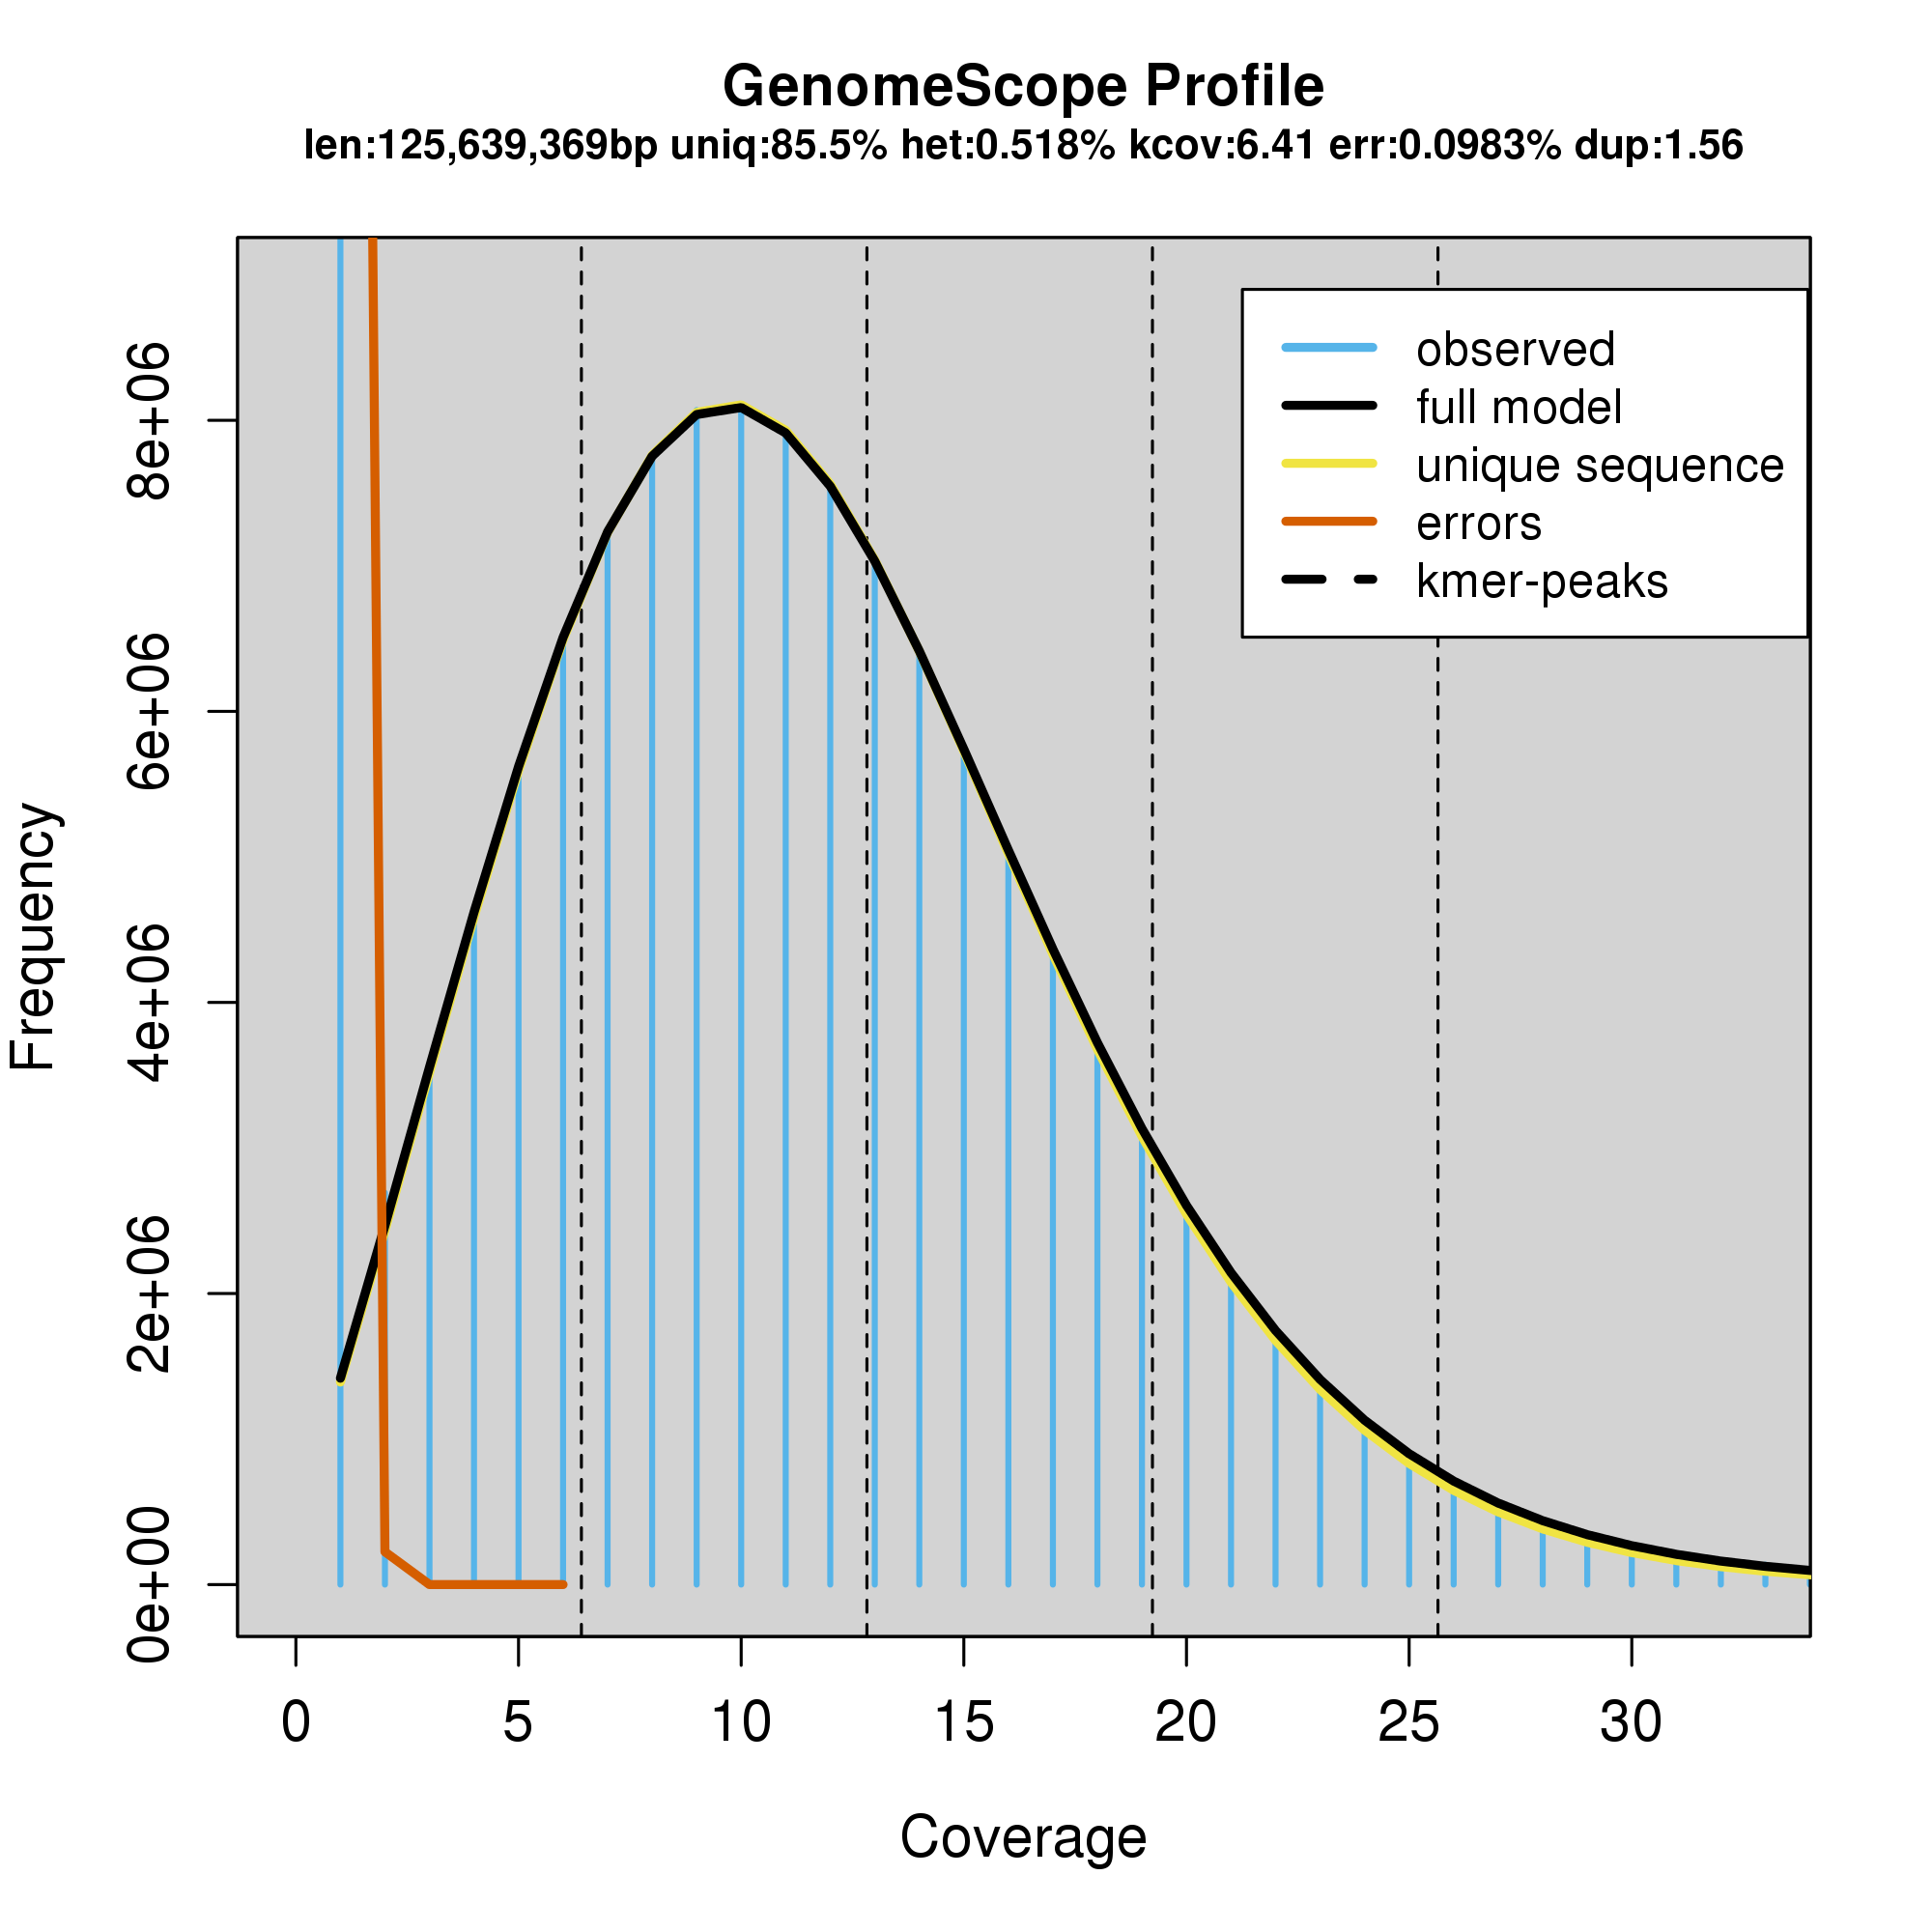 GenomeScope Profile
len:125,639,369bp uniq:85.5% het:0.518% kcov:6.41 err:0.0983% dup:1.56
observed
full model
unique sequence
errors
kmer-peaks
Frequency
8e+06
6e+06
4e+06
2e+06
0e+00
0 5 10 15 20 25 30
Coverage